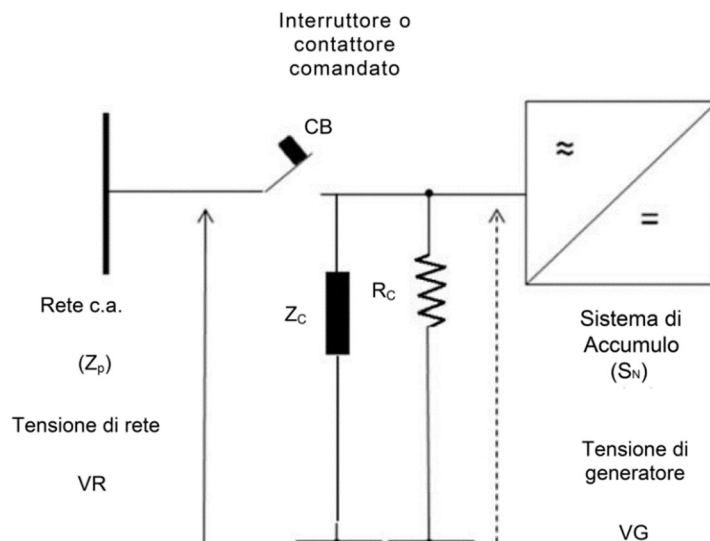 Interruttore o
contattore
comandato
CB
≈
=
Rete c.a.
(Zp)
Tensione di rete
VR
ZC
RC
Sistema di
Accumulo
(SN)
Tensione di
generatore
VG